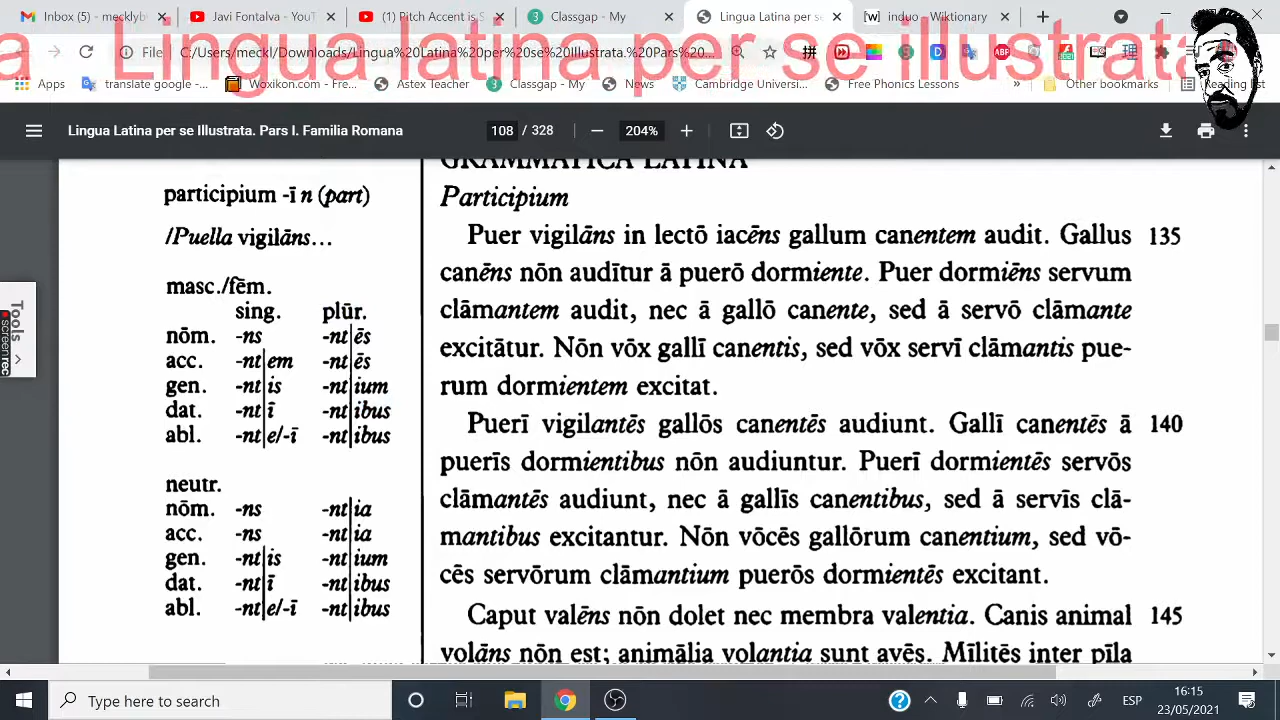 Inbox (5) - mecklyb
Javi Fontalva - YouT
(1) Pitch Accent is S
Classgap - My
Lingua Latina per se
induo - Wiktionary
File
C:/Users/meckl/Downloads/Lingua%20Latina%20per%20se%20Illustrata.%20Pars%20...
a Lingua latina per se illustrata
Apps
translate google -...
Woxikon.com - Fre...
AsteTeacher
Classgap - My
News
Cambridge Univers...
Free Phonics Lessons
»
Other bookmarks
Reading list
Lingua Latina per se Illustrata. Pars I. Familia Romana
108 / 328
204%
Tools
screenrec
participium -ī n (part)
/Puella vigilāns...
masc./fēm.
sing. plūr.
nōm. -ns -nt|ēs
acc. -nt|em -nt|ēs
gen. -nt|is -nt|ium
dat. -nt|ī -nt|ibus
abl. -nt|e/-ī -nt|ibus
neutr.
nōm. -ns -nt|ia
acc. -ns -nt|ia
gen. -nt|is -nt|ium
dat. -nt|ī -nt|ibus
abl. -nt|e/-ī -nt|ibus
GRAMMATICA LATINA
Participium
Puer vigilāns in lectō iacēns gallum canentem audit. Gallus 135
canēns nōn audītur ā puerō dormiente. Puer dormiēns servum
clāmantem audit, nec ā gallō canente, sed ā servō clāmante
excitātur. Nōn vōx gallī canentis, sed vōx servī clāmantis pue-
rum dormientem excitat.
Puerī vigilantēs gallōs canentēs audiunt. Gallī canentēs ā 140
puerīs dormientibus nōn audiuntur. Puerī dormientēs servōs
clāmantēs audiunt, nec ā gallīs canentibus, sed ā servīs clā-
mantibus excitantur. Nōn vōcēs gallōrum canentium, sed vō-
cēs servōrum clāmantium puerōs dormientēs excitant.
Caput valēns nōn dolet nec membra valentia. Canis animal 145
volāns nōn est; animālia volantia sunt avēs. Mīlitēs inter pīla
Type here to search
ESP
16:15
23/05/2021